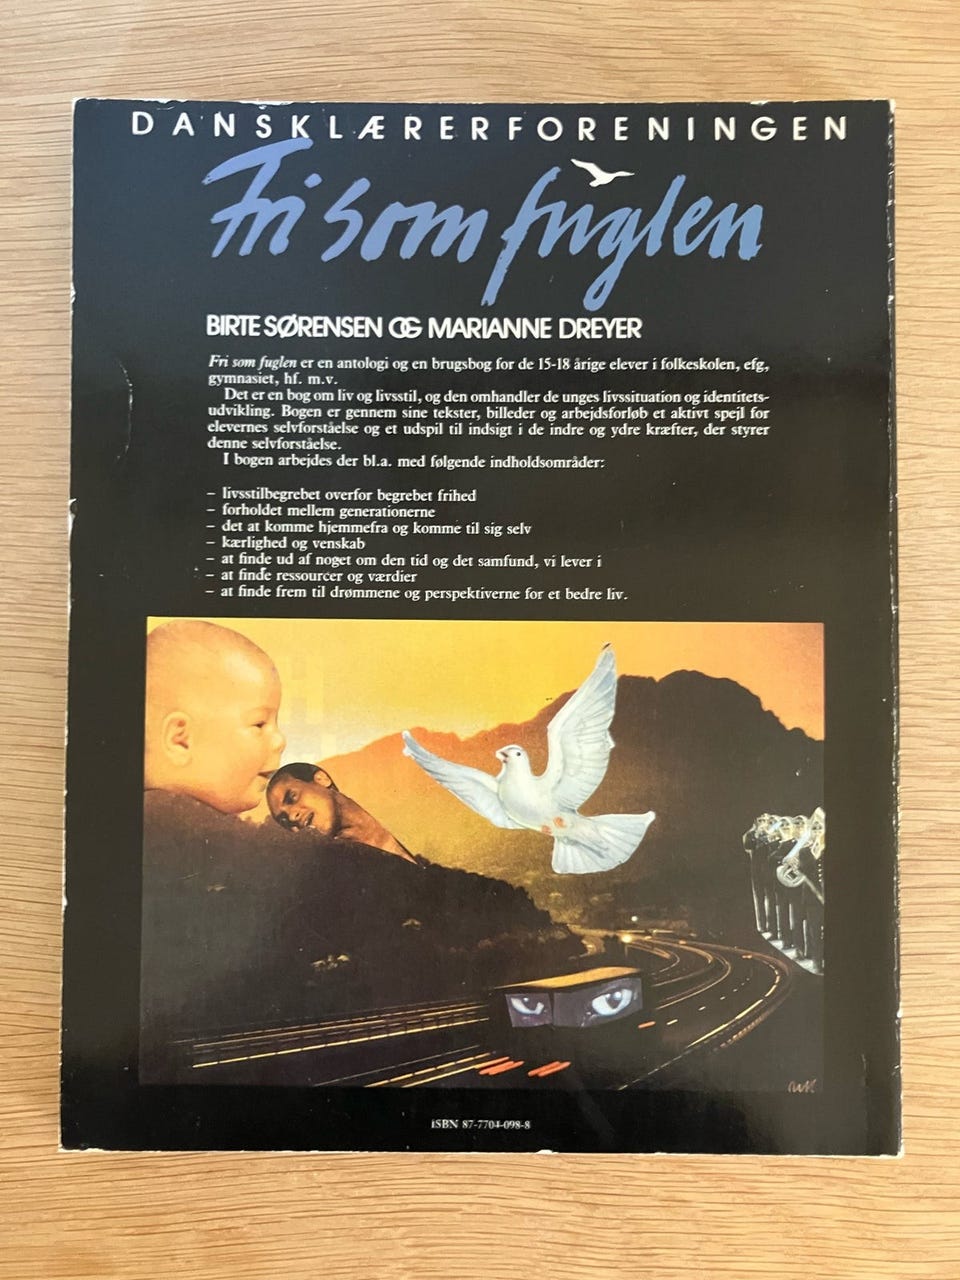 DANSKLÆRERFORENINGEN
Fri som fuglen
BIRTE SØRENSEN OG MARIANNE DREYER
Fri som fuglen er en antologi og en brugsbog for de 15-18 årige elever i folkeskolen, efg,
gymnasiet, hf. m.v.
Det er en bog om liv og livsstil, og den omhandler de unges livssituation og identitets-
udvikling. Bogen er gennem sine tekster, billeder og arbejdsforløb et aktivt spejl for
elevernes selvforståelse og et udspil til indsigt i de indre og ydre kræfter, der styrer
denne selvforståelse.
I bogen arbejdes der bl.a. med følgende indholdsområder:
– livsstilbegrebet overfor begrebet frihed
– forholdet mellem generationerne
– det at komme hjemmefra og komme til sig selv
– kærlighed og venskab
– at finde ud af noget om den tid og det samfund, vi lever i
– at finde ressourcer og værdier
– at finde frem til drømmene og perspektiverne for et bedre liv.
ISBN 87-7704-098-8